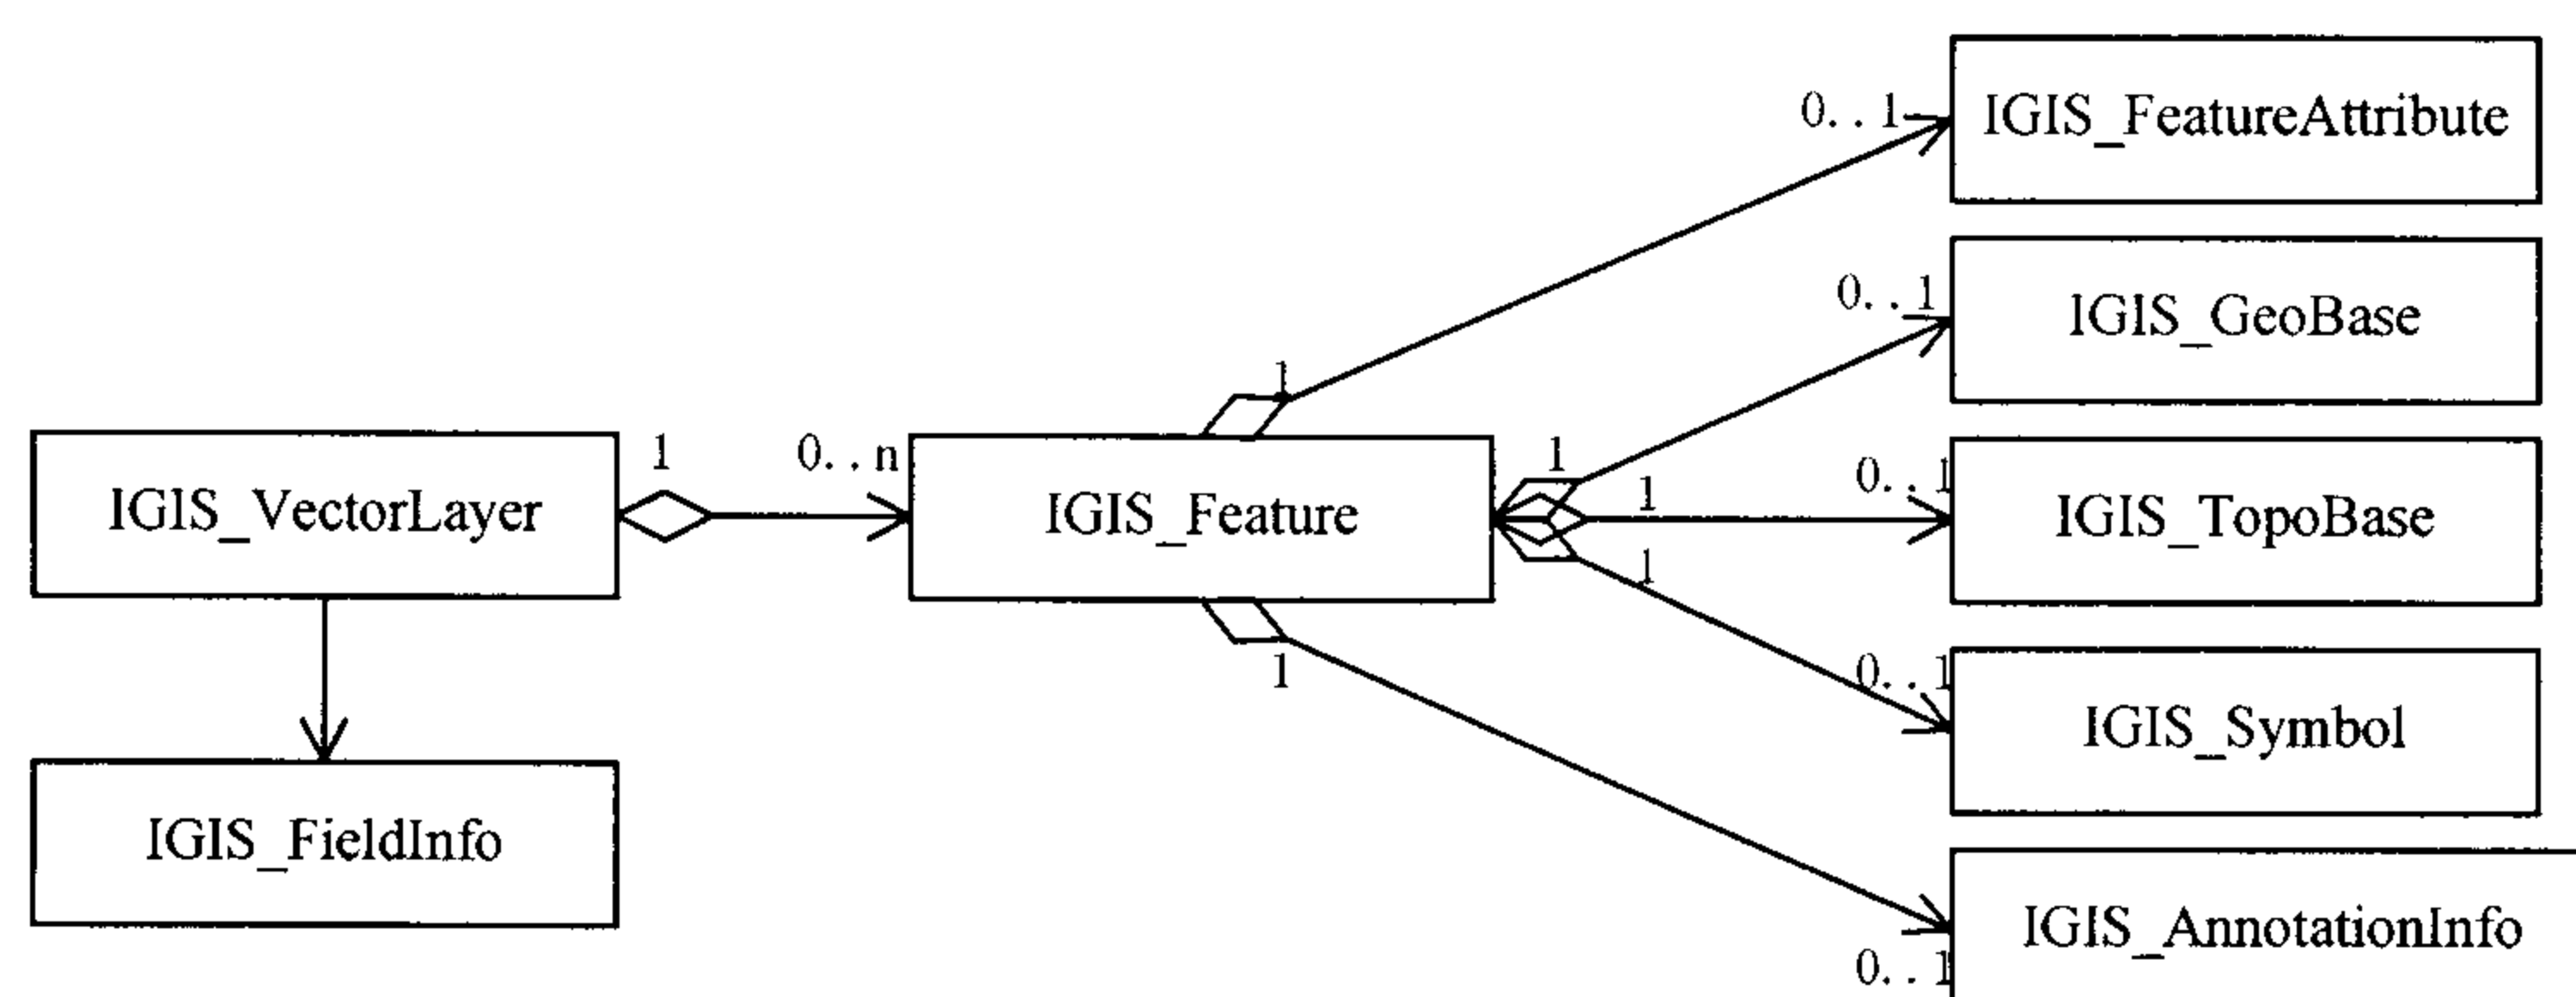 0. . 1
IGIS_FeatureAttribute
0. . 1
IGIS_GeoBase
1
1
0. . n
1
1
0. . 1
IGIS_VectorLayer
IGIS_Feature
IGIS_TopoBase
1
1
0. . 1
IGIS_Symbol
IGIS_FieldInfo
IGIS_AnnotationInfo
0. . 1